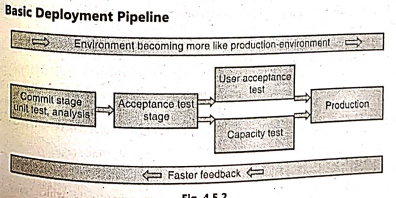 Basic Deployment Pipeline
Environment becoming more like production-environment
User acceptance
test
Commit stage
unit test, analysis
Acceptance test
stage
Production
Capacity test
Faster feedback
Fig. 4.5.2